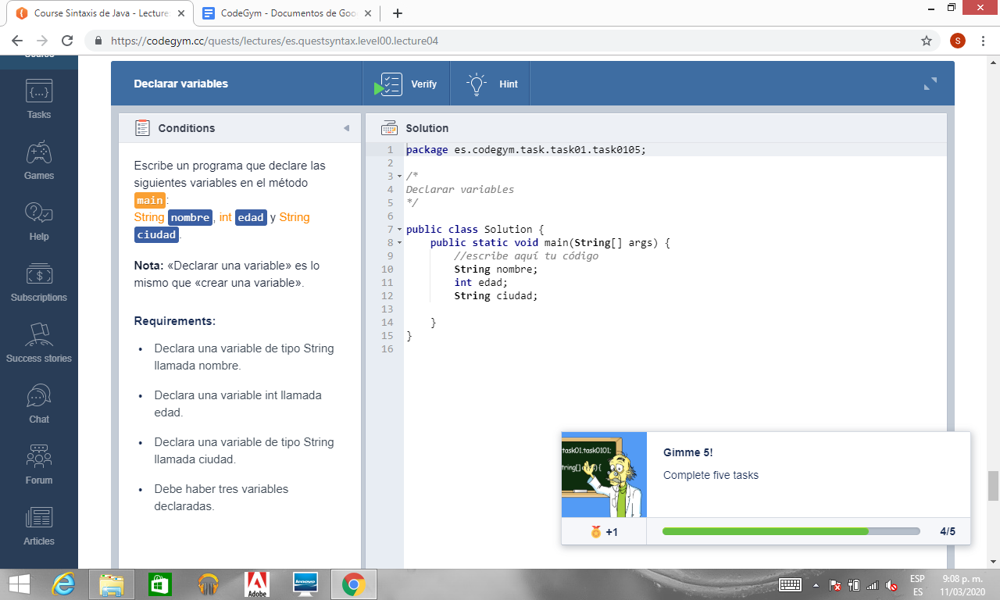 Course Sintaxis de Java - Lecture
CodeGym - Documentos de Goo
https://codegym.cc/quests/lectures/es.questsyntax.level00.lecture04
S
Course
Tasks
Games
Help
Subscriptions
Success stories
Chat
Forum
Articles
Declarar variables
Verify
Hint
Conditions
Escribe un programa que declare las
siguientes variables en el método
main:
String nombre, int edad y String
ciudad.
Nota: «Declarar una variable» es lo
mismo que «crear una variable».
Requirements:
• Declara una variable de tipo String
llamada nombre.
• Declara una variable int llamada
edad.
• Declara una variable de tipo String
llamada ciudad.
• Debe haber tres variables
declaradas.
Solution
1 package es.codegym.task.task01.task0105;
2
3 /*
4 Declarar variables
5 */
6
7 public class Solution {
8 public static void main(String[] args) {
9 //escribe aquí tu código
10 String nombre;
11 int edad;
12 String ciudad;
13
14 }
15 }
16
task01.task0101;
tring[] args) {
Gimme 5!
Complete five tasks
+1
4/5
Adobe
lenovo
ESP
ES
9:08 p. m.
11/03/2020